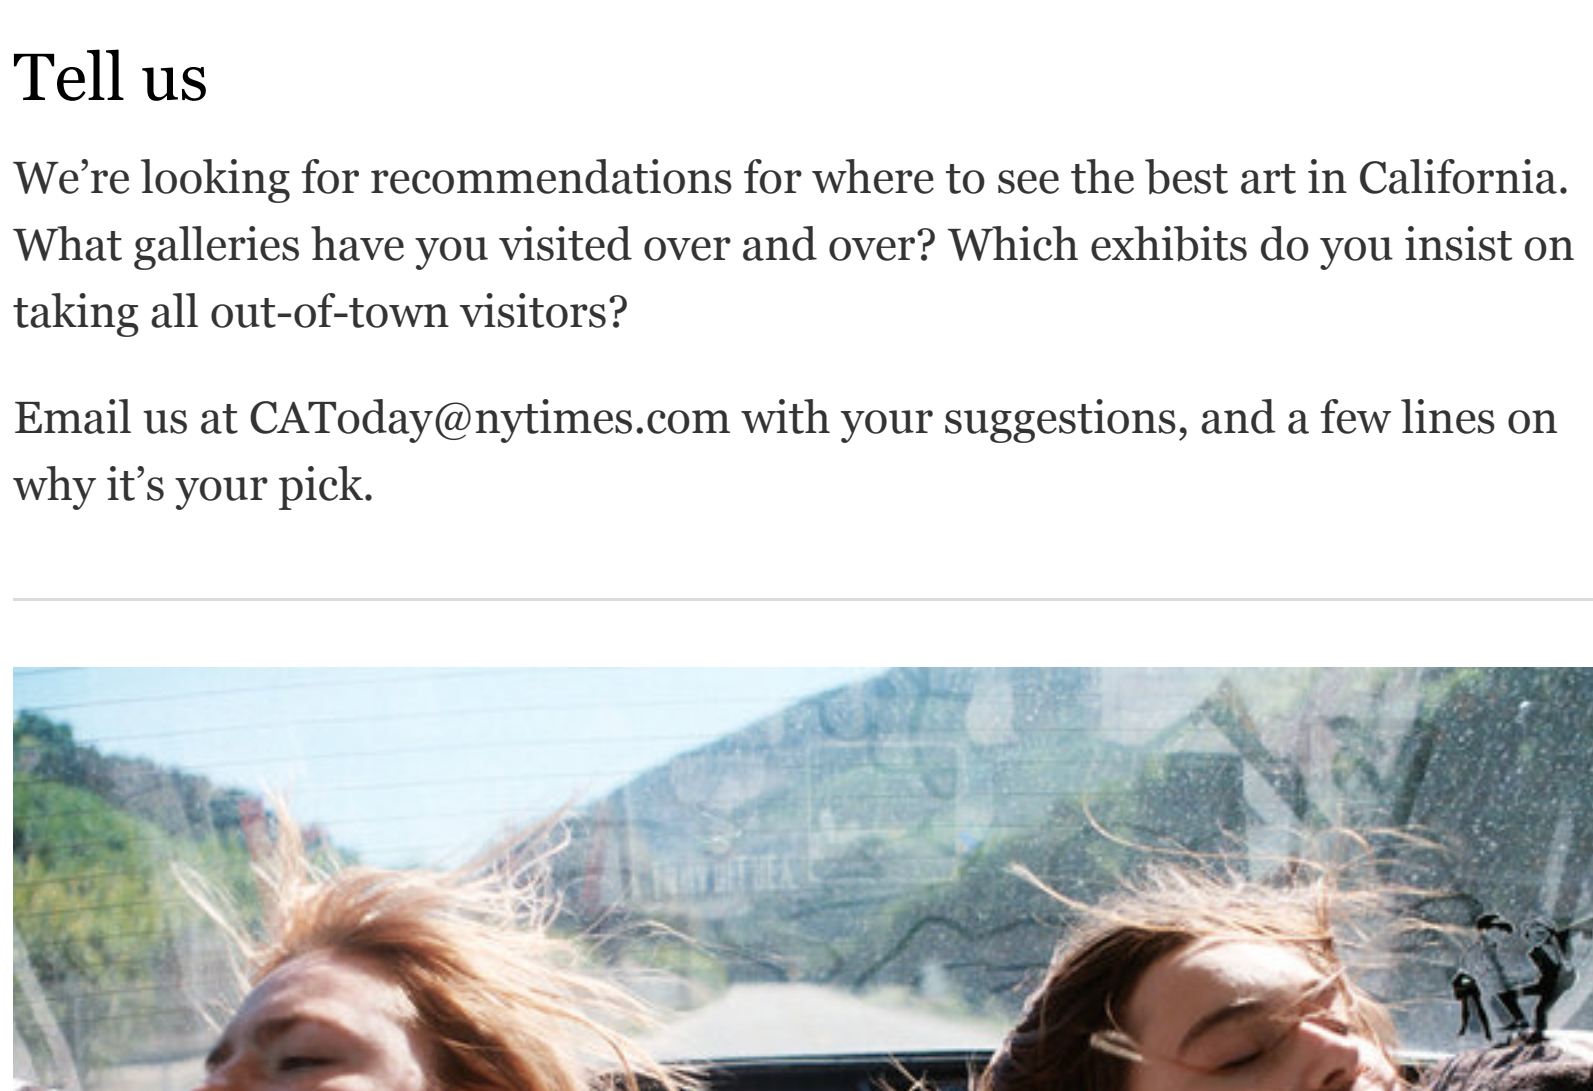 Tell us
We’re looking for recommendations for where to see the best art in California.
What galleries have you visited over and over? Which exhibits do you insist on
taking all out-of-town visitors?
Email us at CAToday@nytimes.com with your suggestions, and a few lines on
why it’s your pick.